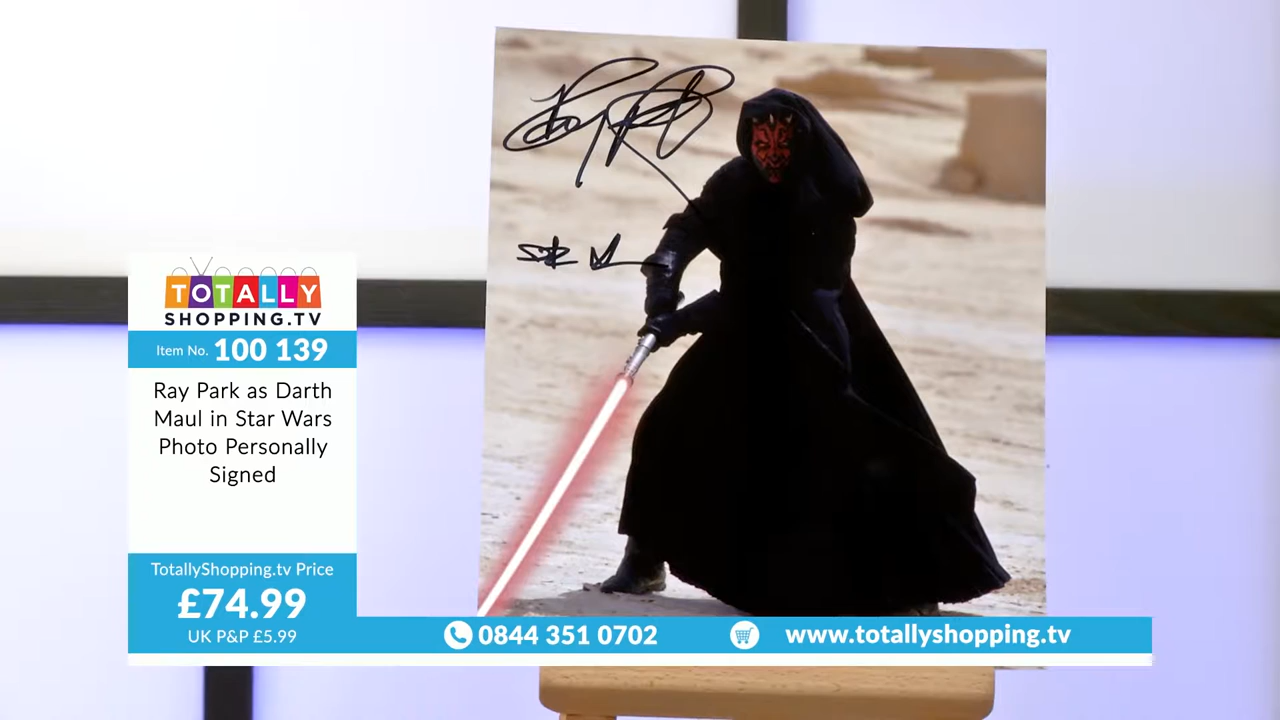 TOTALLY
SHOPPING.TV
Item No. 100 139
Ray Park as Darth
Maul in Star Wars
Photo Personally
Signed
TotallyShopping.tv Price
£74.99
UK P&P £5.99
0844 351 0702
www.totallyshopping.tv